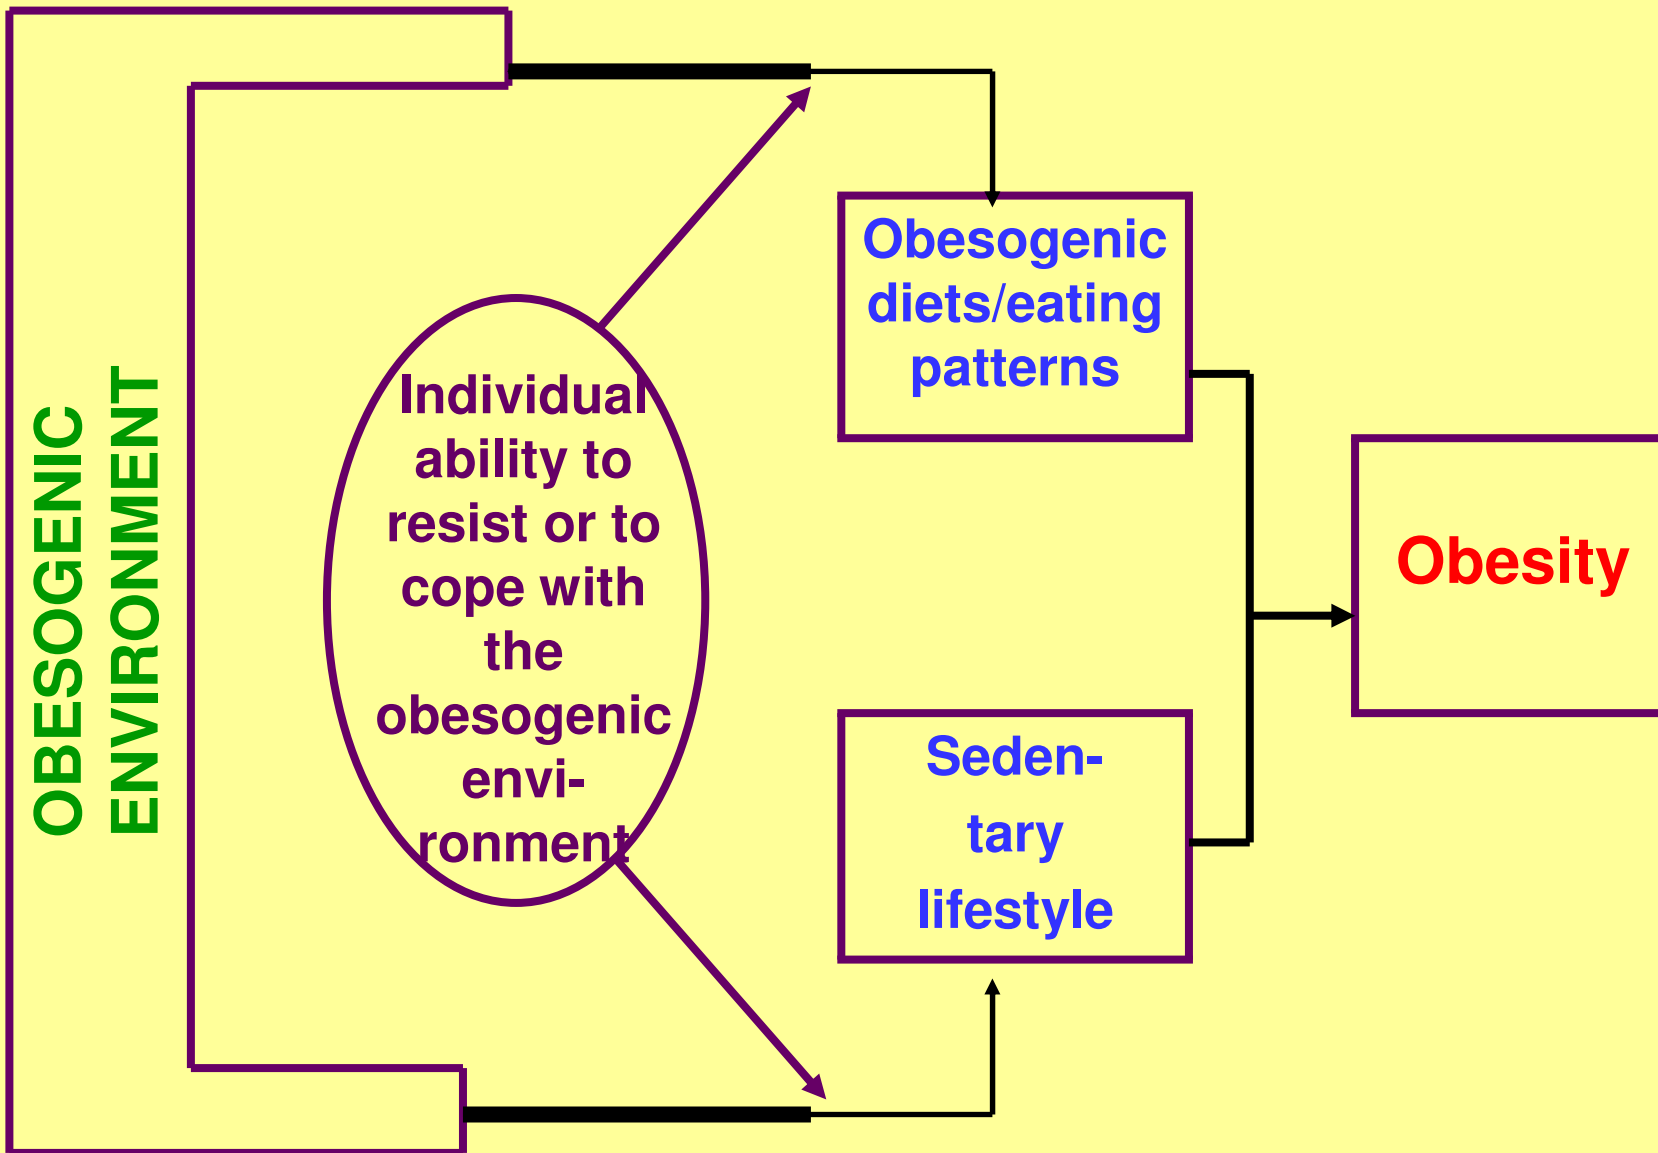 OBESOGENIC
ENVIRONMENT
Individual
ability to
resist or to
cope with
the
obesogenic
envi-
ronment
Obesogenic
diets/eating
patterns
Seden-
tary
lifestyle
Obesity